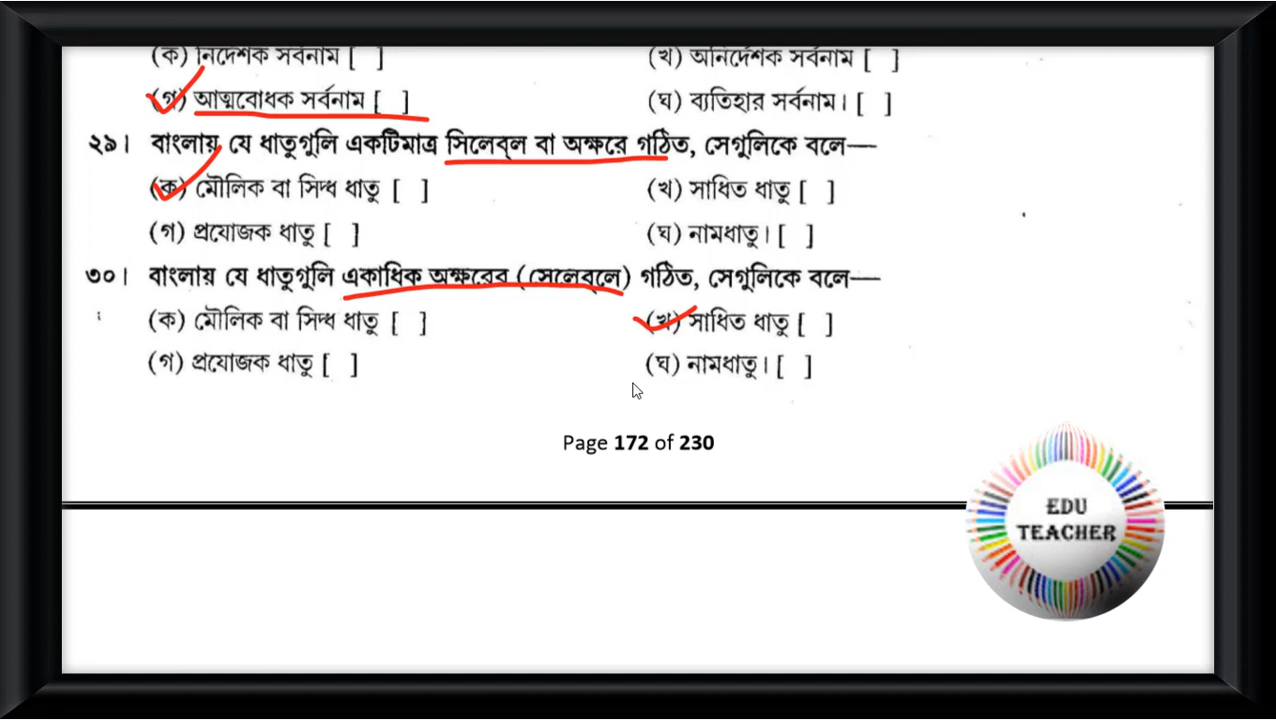 (ক) নির্দেশক সর্বনাম [ ] (খ) অনির্দেশক সর্বনাম [ ]
(গ) আত্মবোধক সর্বনাম [ ] (ঘ) ব্যতিহার সর্বনাম। [ ]
২৯। বাংলায় যে ধাতুগুলি একটিমাত্র সিলেব্‌ল বা অক্ষরে গঠিত, সেগুলিকে বলে—
(ক) মৌলিক বা সিদ্ধ ধাতু [ ] (খ) সাধিত ধাতু [ ]
(গ) প্রযোজক ধাতু [ ] (ঘ) নামধাতু। [ ]
৩০। বাংলায় যে ধাতুগুলি একাধিক অক্ষরের (সেলেব্‌লে) গঠিত, সেগুলিকে বলে—
(ক) মৌলিক বা সিদ্ধ ধাতু [ ] (খ) সাধিত ধাতু [ ]
(গ) প্রযোজক ধাতু [ ] (ঘ) নামধাতু। [ ]
Page 172 of 230
EDU
TEACHER